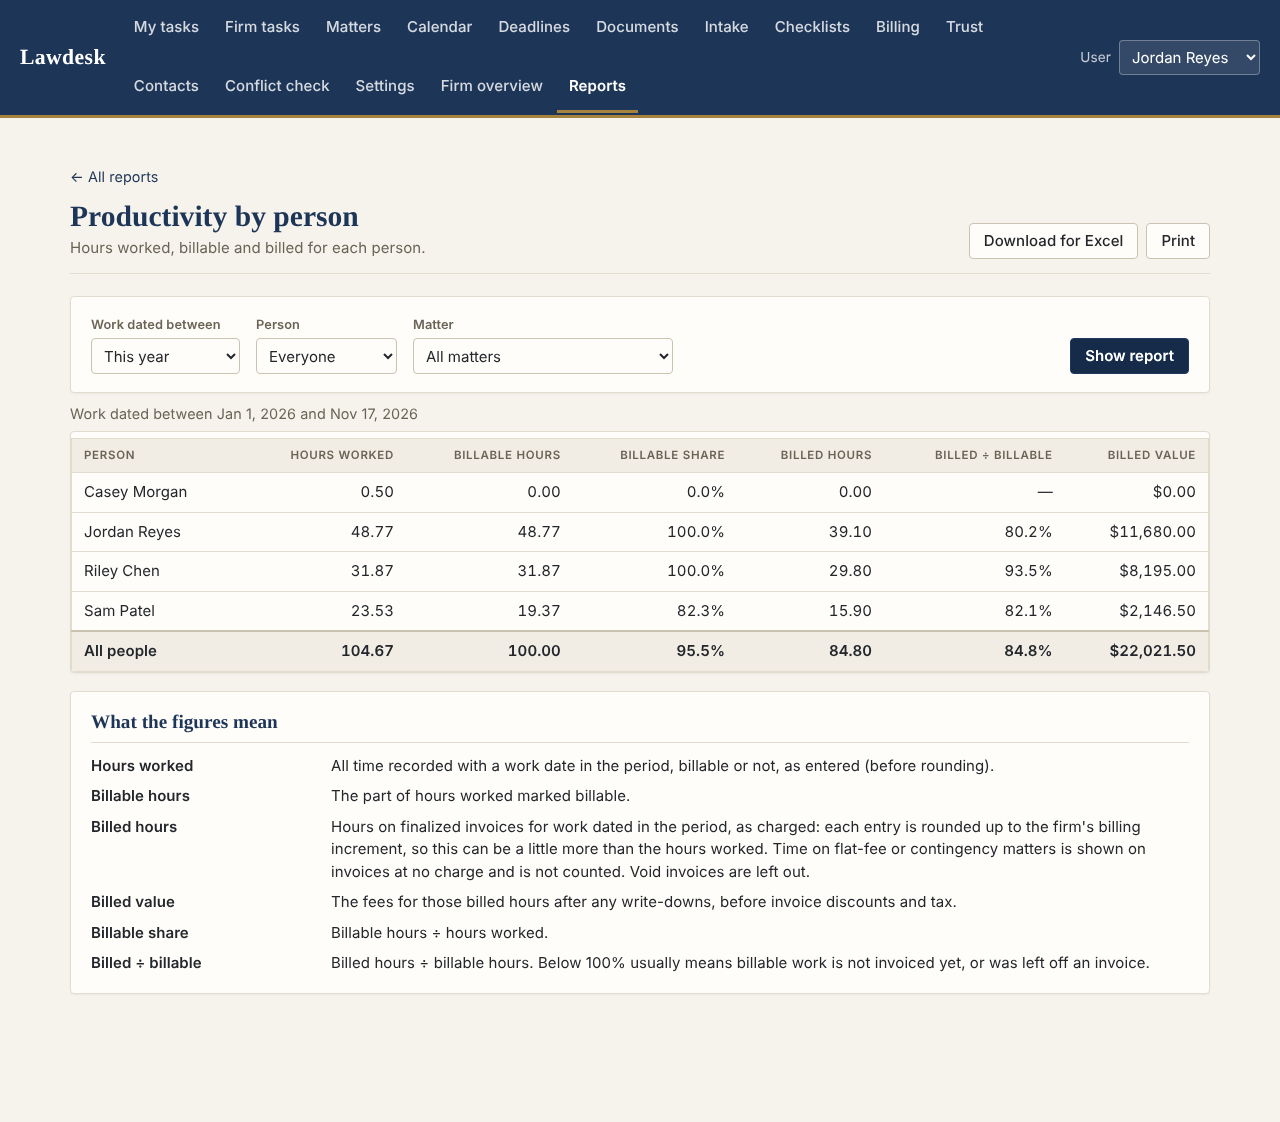 Lawdesk
My tasks Firm tasks Matters Calendar Deadlines Documents Intake Checklists Billing Trust
Contacts Conflict check Settings Firm overview Reports
User Jordan Reyes
← All reports
Productivity by person
Hours worked, billable and billed for each person.
Download for Excel Print
Work dated between Person Matter
This year Everyone All matters Show report
Work dated between Jan 1, 2026 and Nov 17, 2026
PERSON HOURS WORKED BILLABLE HOURS BILLABLE SHARE BILLED HOURS BILLED ÷ BILLABLE BILLED VALUE
Casey Morgan 0.50 0.00 0.0% 0.00 — $0.00
Jordan Reyes 48.77 48.77 100.0% 39.10 80.2% $11,680.00
Riley Chen 31.87 31.87 100.0% 29.80 93.5% $8,195.00
Sam Patel 23.53 19.37 82.3% 15.90 82.1% $2,146.50
All people 104.67 100.00 95.5% 84.80 84.8% $22,021.50
What the figures mean
Hours worked All time recorded with a work date in the period, billable or not, as entered (before rounding).
Billable hours The part of hours worked marked billable.
Billed hours Hours on finalized invoices for work dated in the period, as charged: each entry is rounded up to the firm's billing
increment, so this can be a little more than the hours worked. Time on flat-fee or contingency matters is shown on
invoices at no charge and is not counted. Void invoices are left out.
Billed value The fees for those billed hours after any write-downs, before invoice discounts and tax.
Billable share Billable hours ÷ hours worked.
Billed ÷ billable Billed hours ÷ billable hours. Below 100% usually means billable work is not invoiced yet, or was left off an invoice.